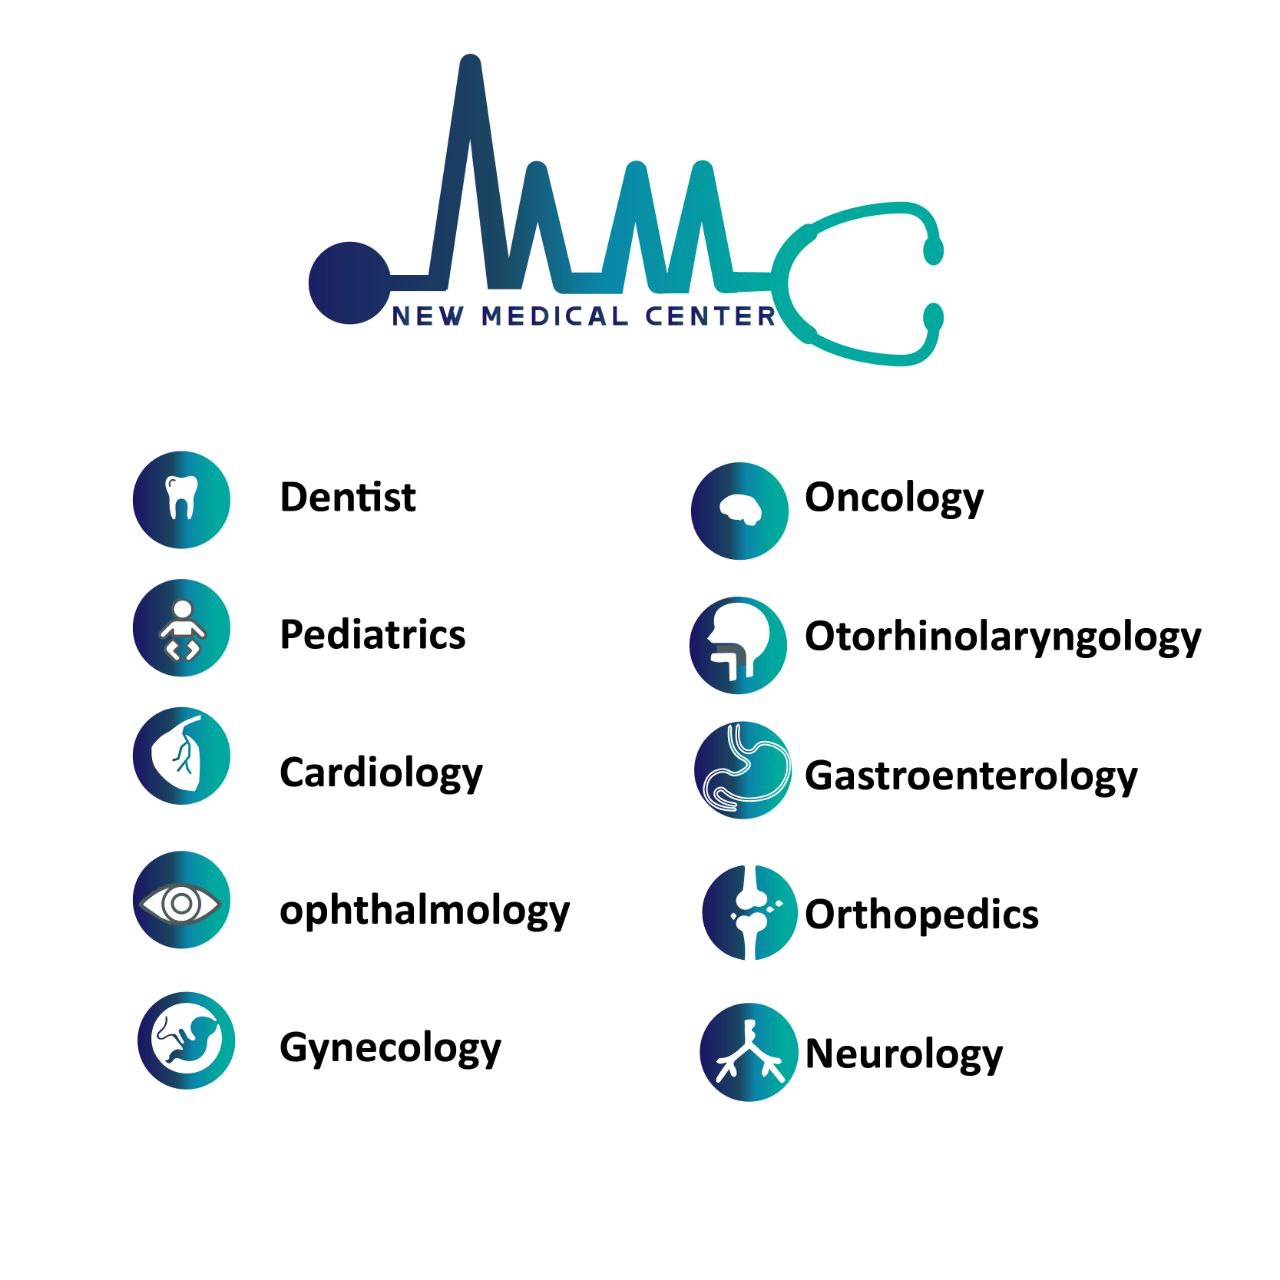 NEW MEDICAL CENTER
Dentist
Pediatrics
Cardiology
ophthalmology
Gynecology
Oncology
Otorhinolaryngology
Gastroenterology
Orthopedics
Neurology